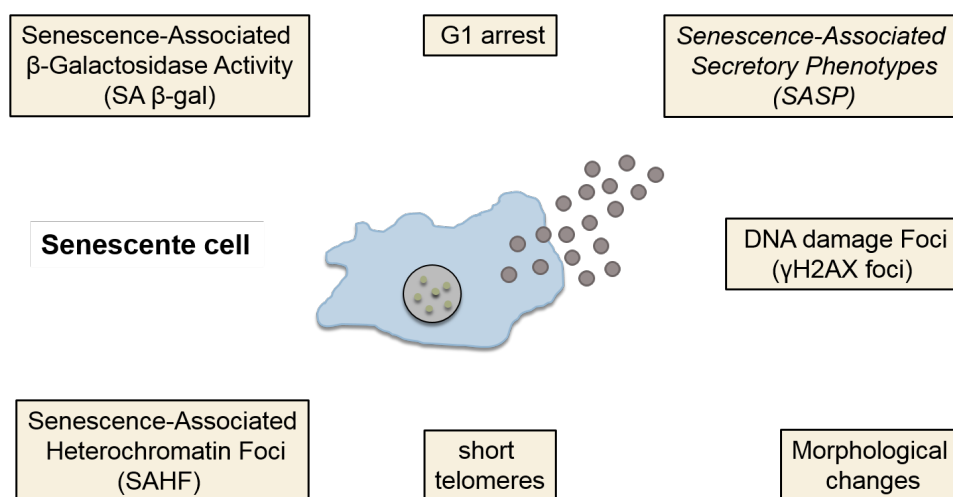 Senescence-Associated
β-Galactosidase Activity
(SA β-gal)
G1 arrest
Senescence-Associated
Secretory Phenotypes
(SASP)
Senescente cell
DNA damage Foci
(γH2AX foci)
Senescence-Associated
Heterochromatin Foci
(SAHF)
short
telomeres
Morphological
changes